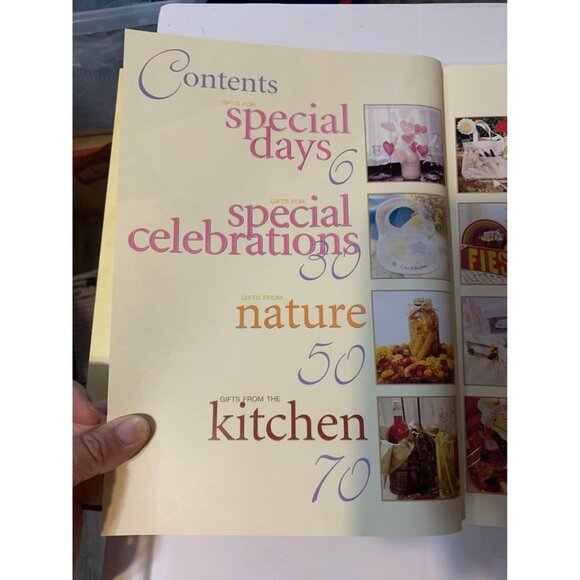 Contents
GIFTS FOR
special
days 6
GIFTS FOR
special
celebrations
30
GIFTS FROM
nature
50
GIFTS FROM THE
kitchen
70
FIES